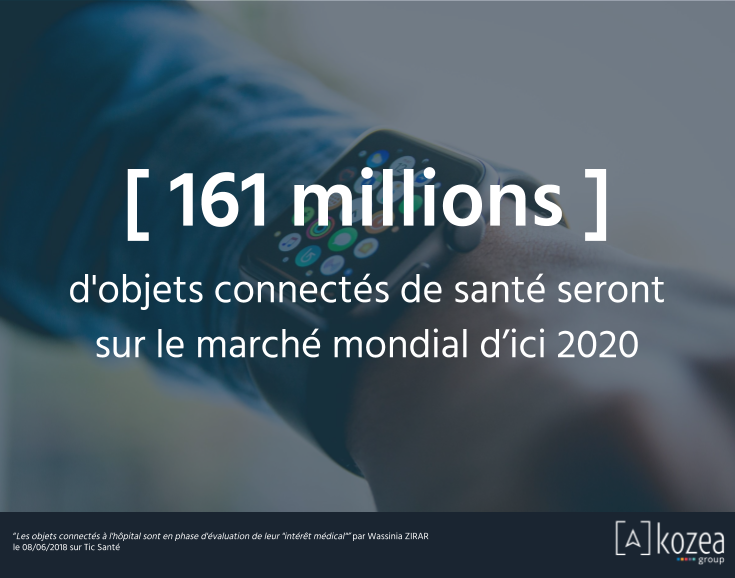 [ 161 millions ]
d'objets connectés de santé seront
sur le marché mondial d’ici 2020
"Les objets connectés à l'hôpital sont en phase d'évaluation de leur "intérêt médical"" par Wassinia ZIRAR
le 08/06/2018 sur Tic Santé
[A]kozea
group